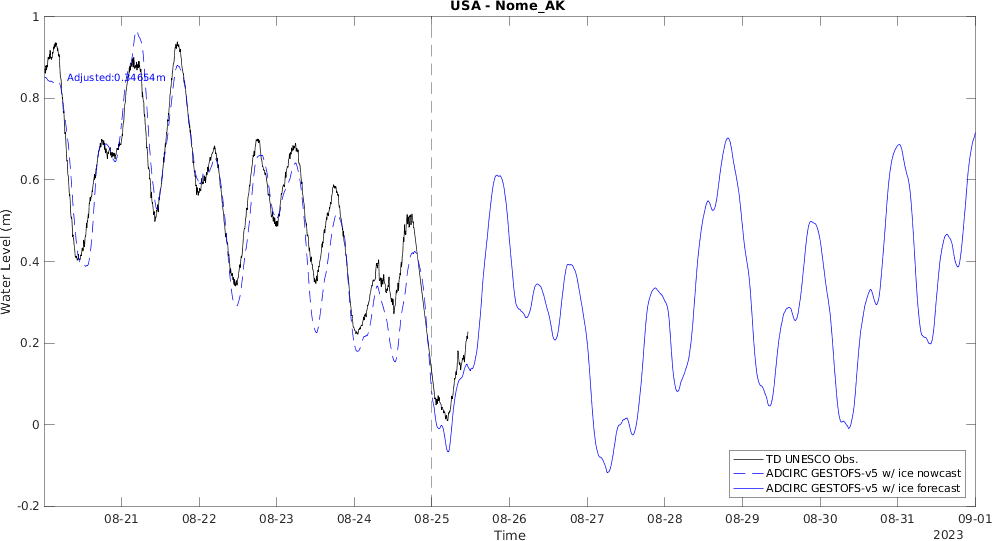 USA - Nome_AK
1
0.8
0.6
0.4
0.2
0
-0.2
Water Level (m)
Adjusted:0.34654m
TD UNESCO Obs.
ADCIRC GESTOFS-v5 w/ ice nowcast
ADCIRC GESTOFS-v5 w/ ice forecast
08-21 08-22 08-23 08-24 08-25 08-26 08-27 08-28 08-29 08-30 08-31 09-01
Time
2023